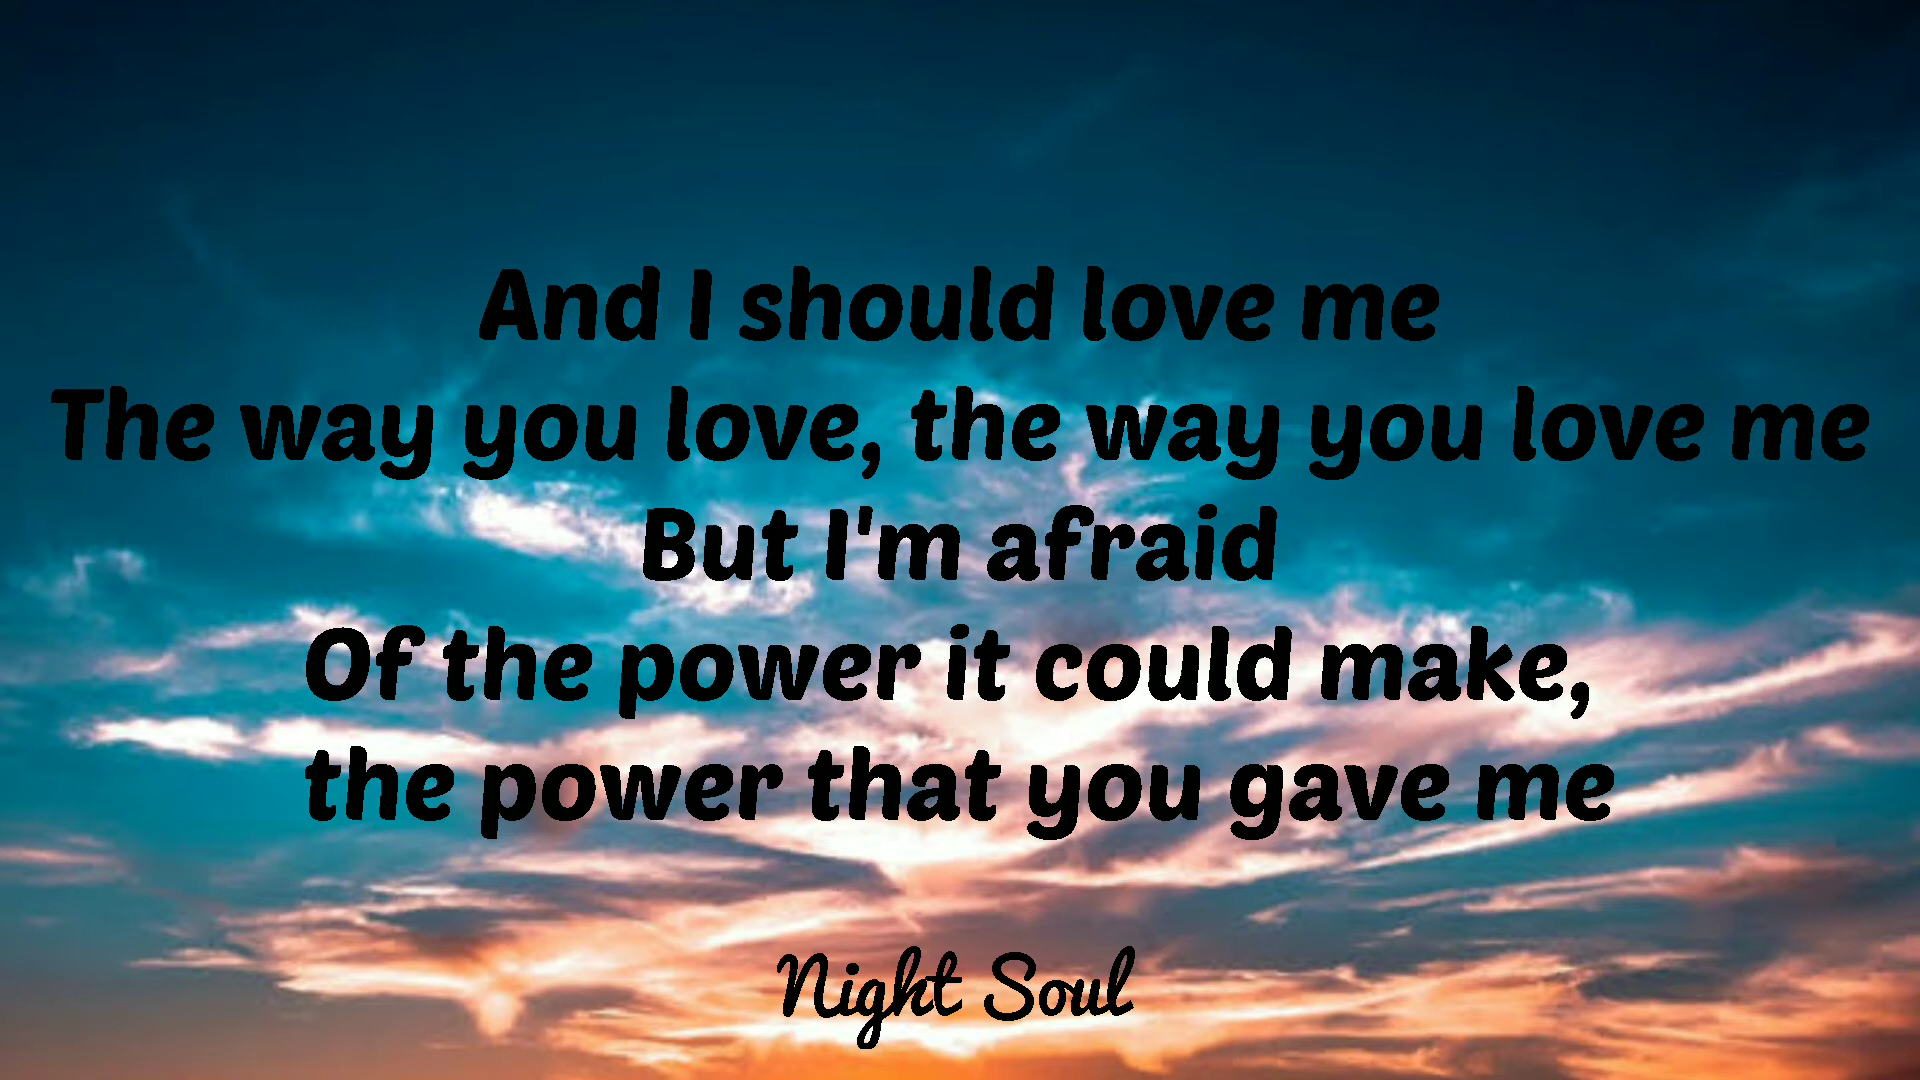 And I should love me
The way you love, the way you love me
But I'm afraid
Of the power it could make,
the power that you gave me
Night Soul